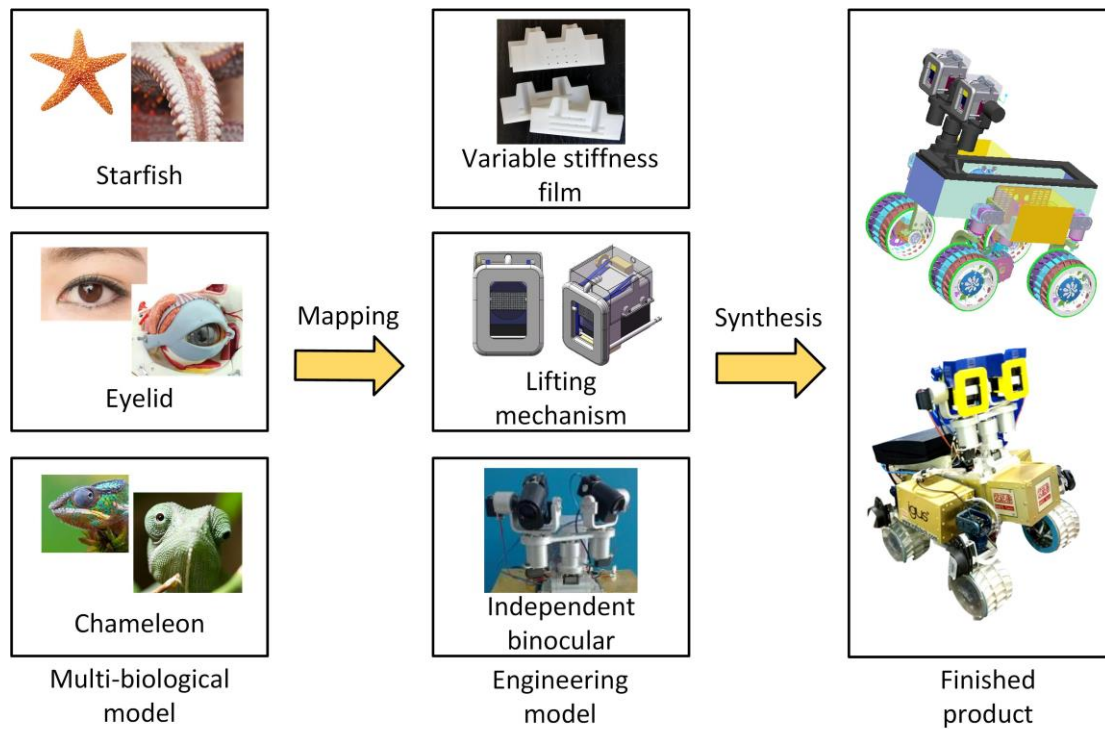 Starfish
Variable stiffness
film
Eyelid
Mapping
Lifting
mechanism
Synthesis
Chameleon
Independent
binocular
igus
Multi-biological
model
Engineering
model
Finished
product